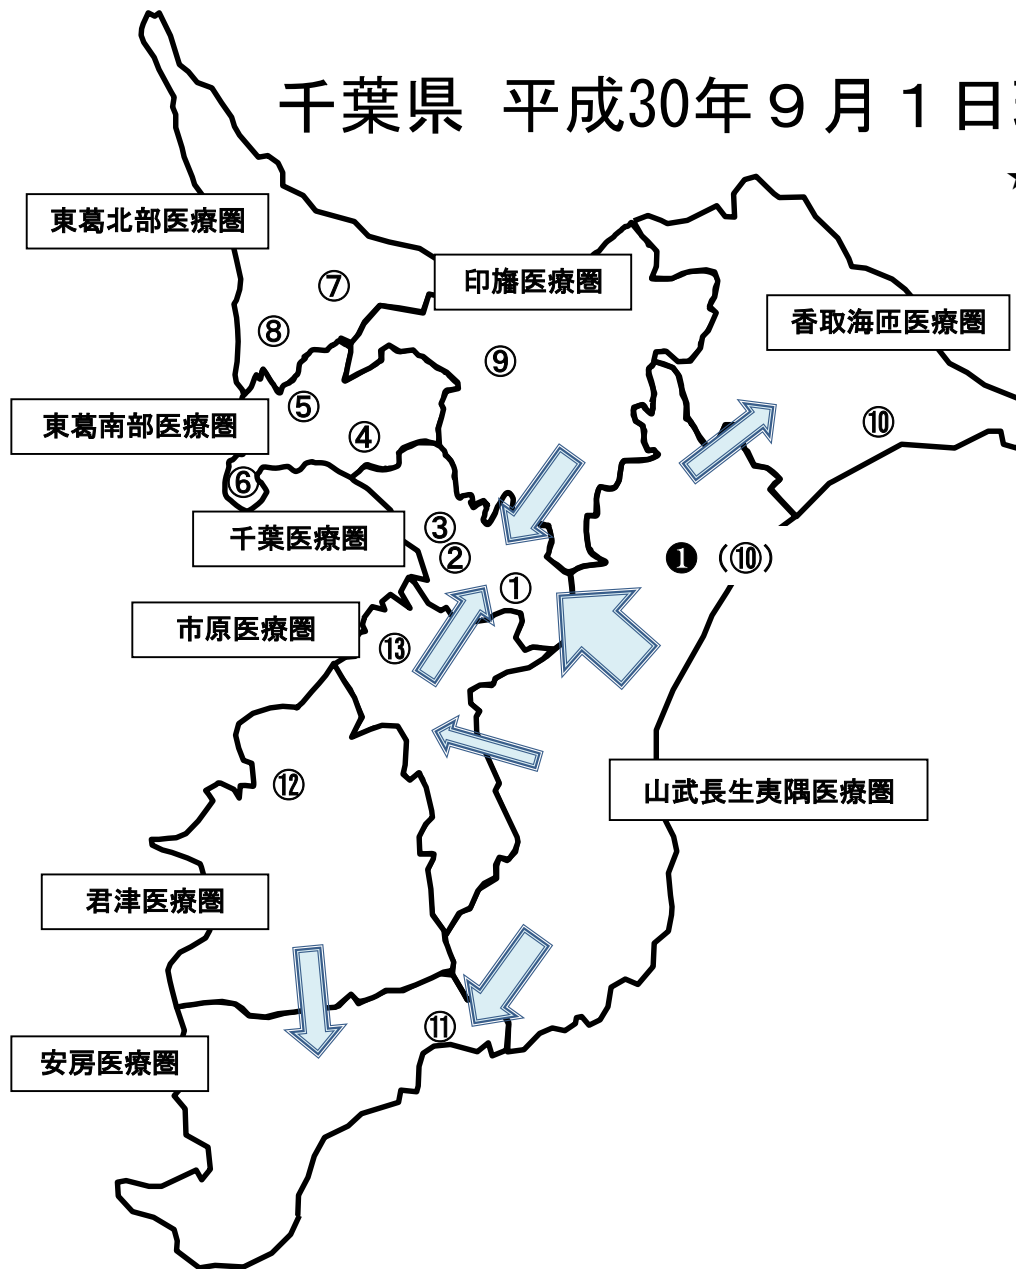 千葉県 平成30年９月１日
★
東葛北部医療圏
印旛医療圏
⑦
香取海匝医療圏
⑧
⑨
⑤
東葛南部医療圏
④
⑩
⑥
③
千葉医療圏
②
❶（⑩）
①
市原医療圏
⑬
⑫
山武長生夷隅医療圏
君津医療圏
⑪
安房医療圏